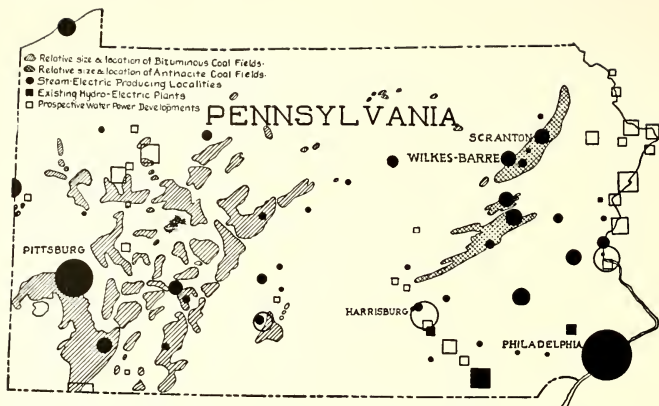 Relative size & location of Bituminous Coal Fields.
Relative size & location of Anthacite Coal Fields.
Steam-Electric Producing Localities
Existing Hydro-Electric Plants
Prospective Water Power Developments
PENNSYLVANIA
SCRANTON
WILKES-BARRE
PITTSBURG
HARRISBURG
PHILADELPHIA